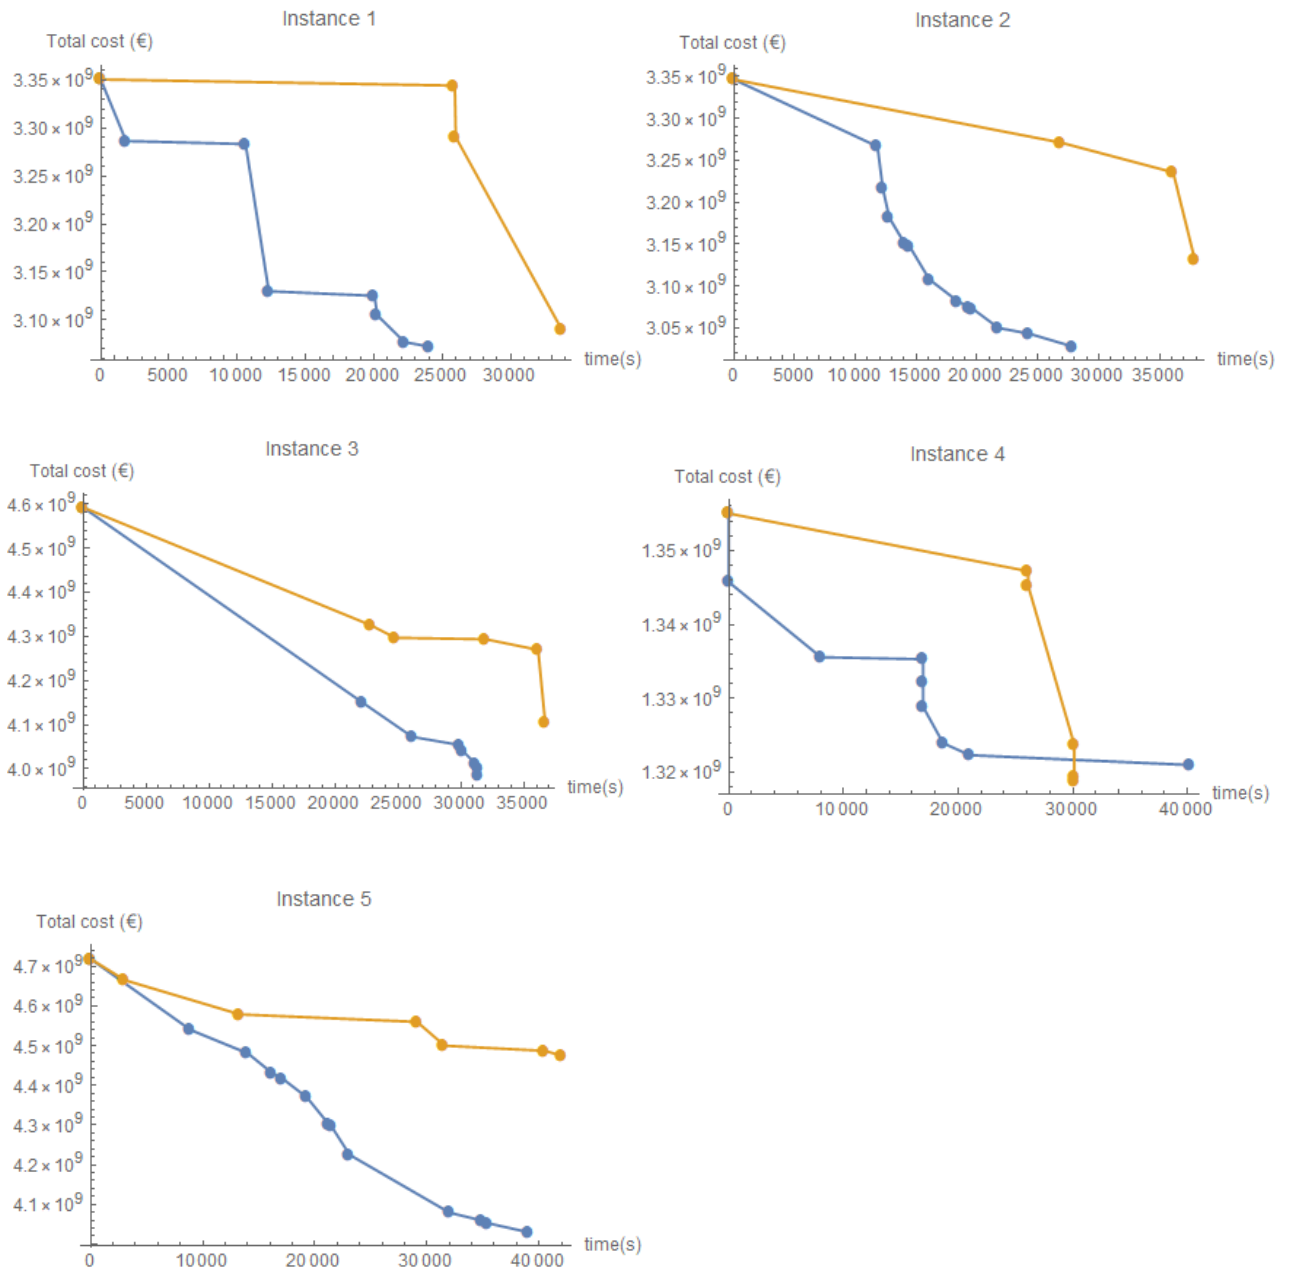 Instance 1
Total cost (€)
3.35 × 10⁹
3.30 × 10⁹
3.25 × 10⁹
3.20 × 10⁹
3.15 × 10⁹
3.10 × 10⁹
0 5000 10 000 15 000 20 000 25 000 30 000 time(s)
Instance 2
Total cost (€)
3.35 × 10⁹
3.30 × 10⁹
3.25 × 10⁹
3.20 × 10⁹
3.15 × 10⁹
3.10 × 10⁹
3.05 × 10⁹
0 5000 10 000 15 000 20 000 25 000 30 000 35 000 time(s)
Instance 3
Total cost (€)
4.6 × 10⁹
4.5 × 10⁹
4.4 × 10⁹
4.3 × 10⁹
4.2 × 10⁹
4.1 × 10⁹
4.0 × 10⁹
0 5000 10 000 15 000 20 000 25 000 30 000 35 000 time(s)
Instance 4
Total cost (€)
1.35 × 10⁹
1.34 × 10⁹
1.33 × 10⁹
1.32 × 10⁹
0 10 000 20 000 30 000 40 000 time(s)
Instance 5
Total cost (€)
4.7 × 10⁹
4.6 × 10⁹
4.5 × 10⁹
4.4 × 10⁹
4.3 × 10⁹
4.2 × 10⁹
4.1 × 10⁹
0 10 000 20 000 30 000 40 000 time(s)